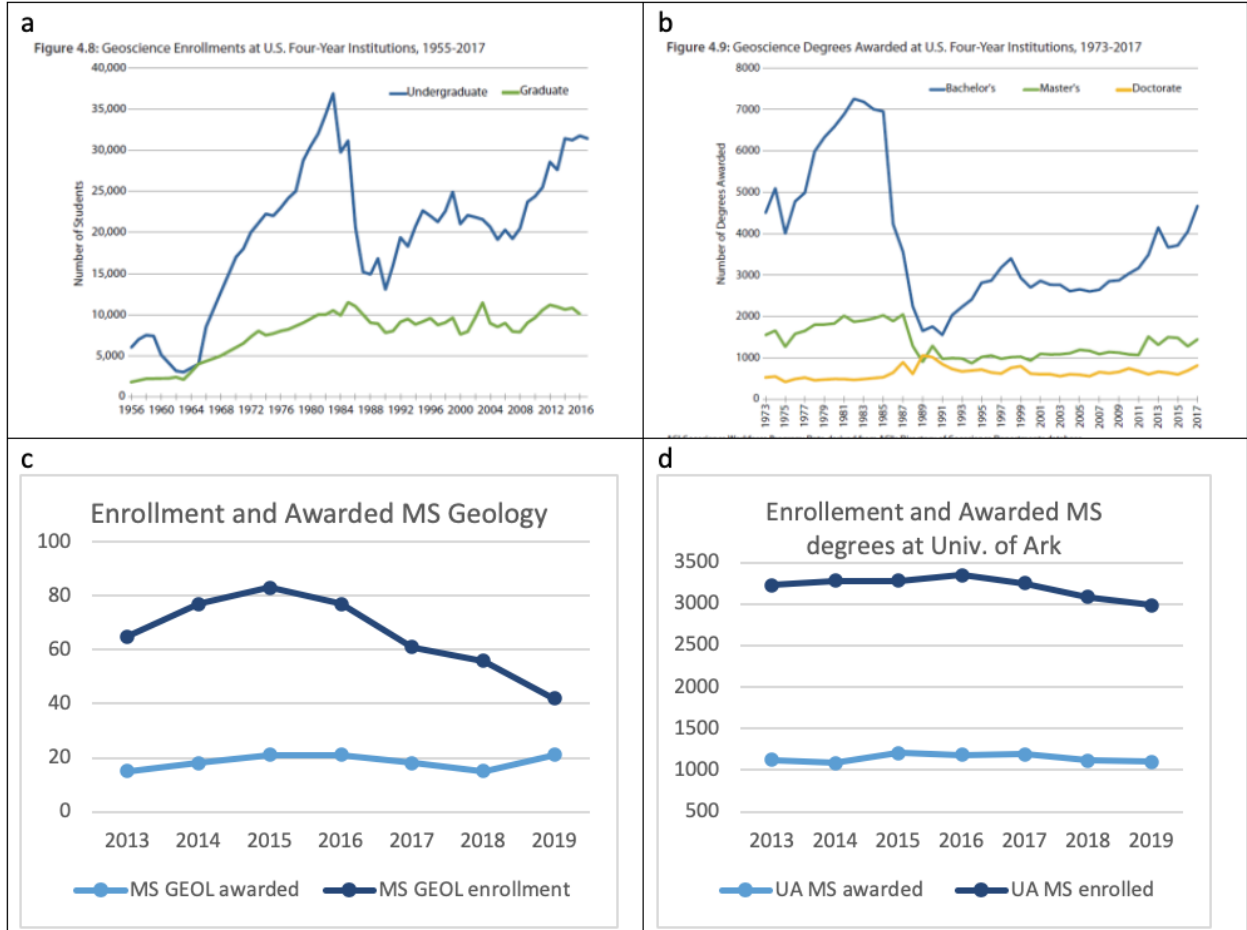 a
Figure 4.8: Geoscience Enrollments at U.S. Four-Year Institutions, 1955-2017
40,000
Undergraduate Graduate
35,000
30,000
25,000
20,000
15,000
10,000
5,000
0
Number of Students
1956 1960 1964 1968 1972 1976 1980 1984 1988 1992 1996 2000 2004 2008 2012 2016
b
Figure 4.9: Geoscience Degrees Awarded at U.S. Four-Year Institutions, 1973-2017
8000
Bachelor's Master's Doctorate
7000
6000
5000
4000
3000
2000
1000
0
Number of Degrees Awarded
1973 1975 1977 1979 1981 1983 1985 1987 1989 1991 1993 1995 1997 1999 2001 2003 2005 2007 2009 2011 2013 2015 2017
c
Enrollment and Awarded MS Geology
100
80
60
40
20
0
2013 2014 2015 2016 2017 2018 2019
MS GEOL awarded MS GEOL enrollment
d
Enrollement and Awarded MS
degrees at Univ. of Ark
3500
3000
2500
2000
1500
1000
500
2013 2014 2015 2016 2017 2018 2019
UA MS awarded UA MS enrolled